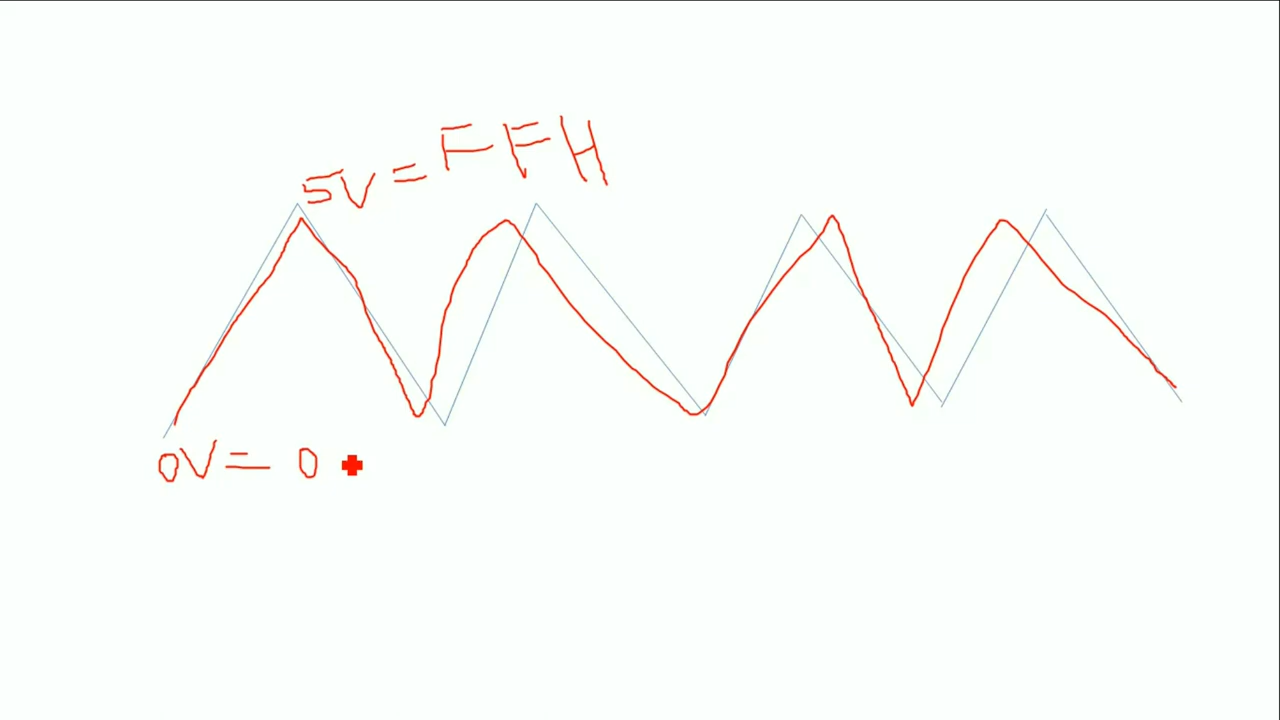 5V = FFH
0V = 0